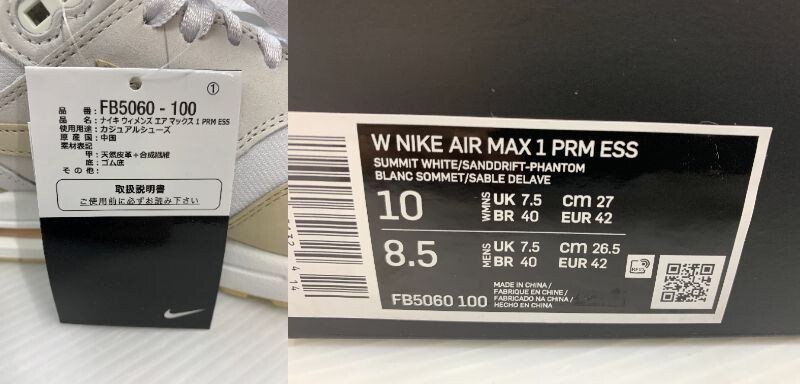 ①
品 番 : FB5060 - 100
品 名 : ナイキ ウィメンズ エア マックス 1 PRM ESS
使用用途 : カジュアルシューズ
原 産 国 : 中国
素材表記
甲 : 天然皮革+合成繊維
底 : ゴム底
そ の 他 :
取扱説明書
ご使用前に必ずお読み下さい
W NIKE AIR MAX 1 PRM ESS
SUMMIT WHITE/SANDDRIFT-PHANTOM
BLANC SOMMET/SABLE DELAVE
10 WMNS UK 7.5 cm 27
BR 40 EUR 42
8.5 MENS UK 7.5 cm 26.5
BR 40 EUR 42
RFID
FB5060 100
MADE IN CHINA/
FABRIQUE EN CHINE/
FABRICADO NA CHINA/
HECHO EN CHINA